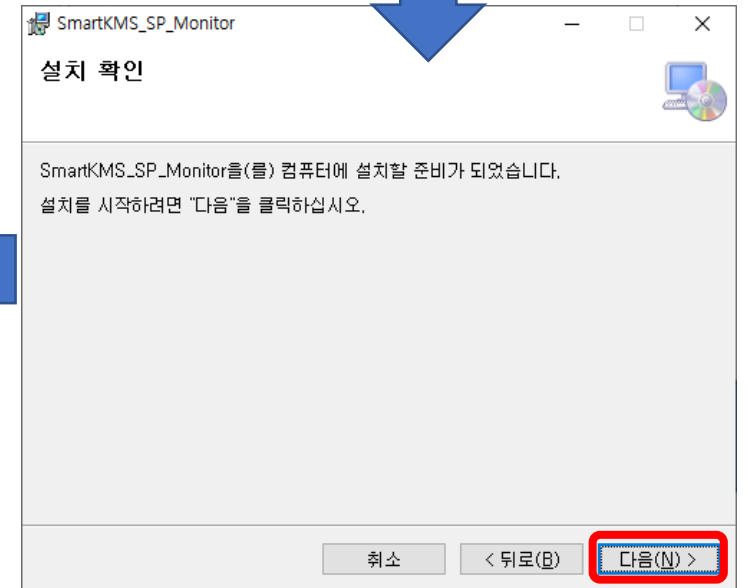 SmartKMS_SP_Monitor
설치 확인
SmartKMS_SP_Monitor을(를) 컴퓨터에 설치할 준비가 되었습니다.
설치를 시작하려면 "다음"을 클릭하십시오.
취소
< 뒤로(B)
다음(N) >